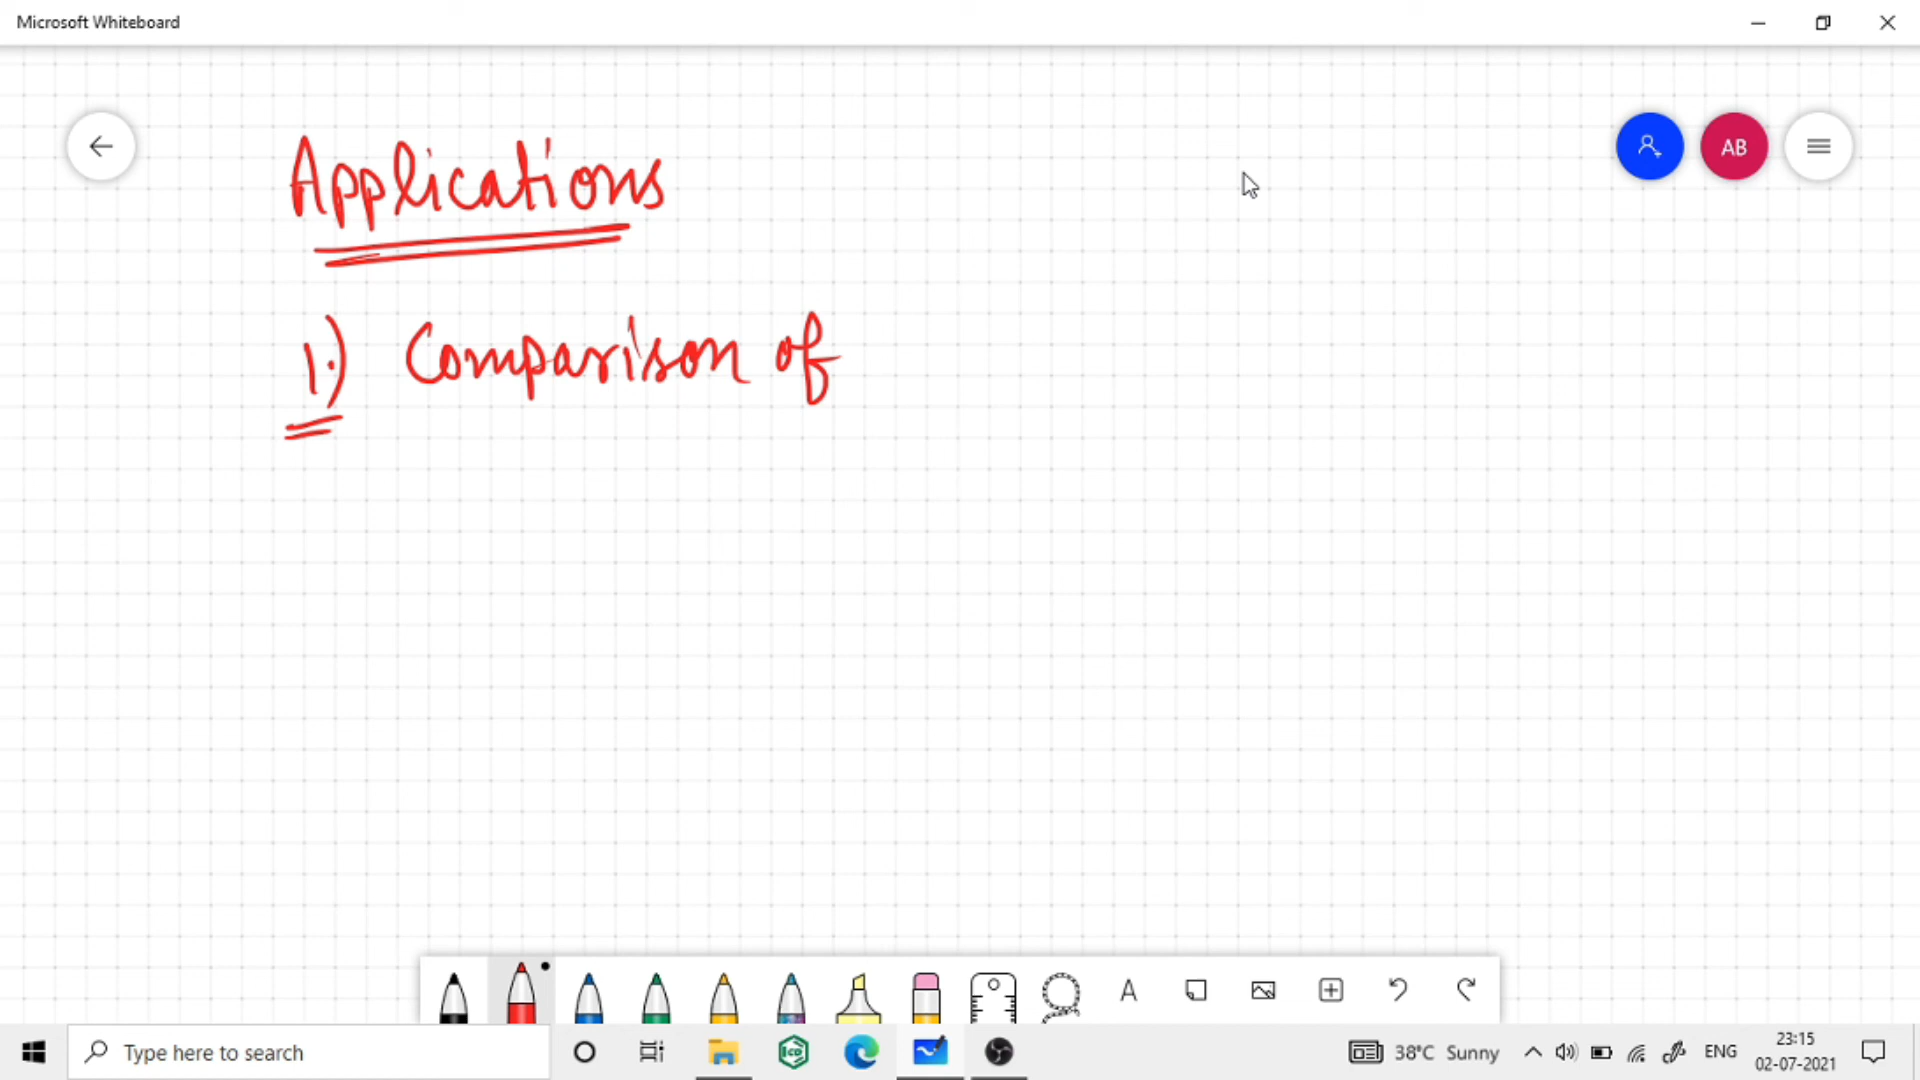 Microsoft Whiteboard
AB
Applications
1.) Comparison of
A
Type here to search
ico
38°C Sunny
ENG
23:15
02-07-2021